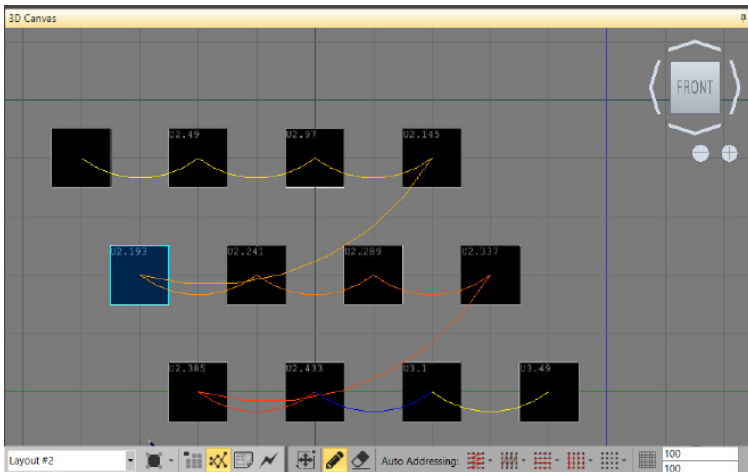 3D Canvas
FRONT
U2.49 U2.97 U2.145
U2.193 U2.241 U2.289 U2.337
U2.385 U2.433 U3.1 U3.49
Layout #2 Auto Addressing: 100
100